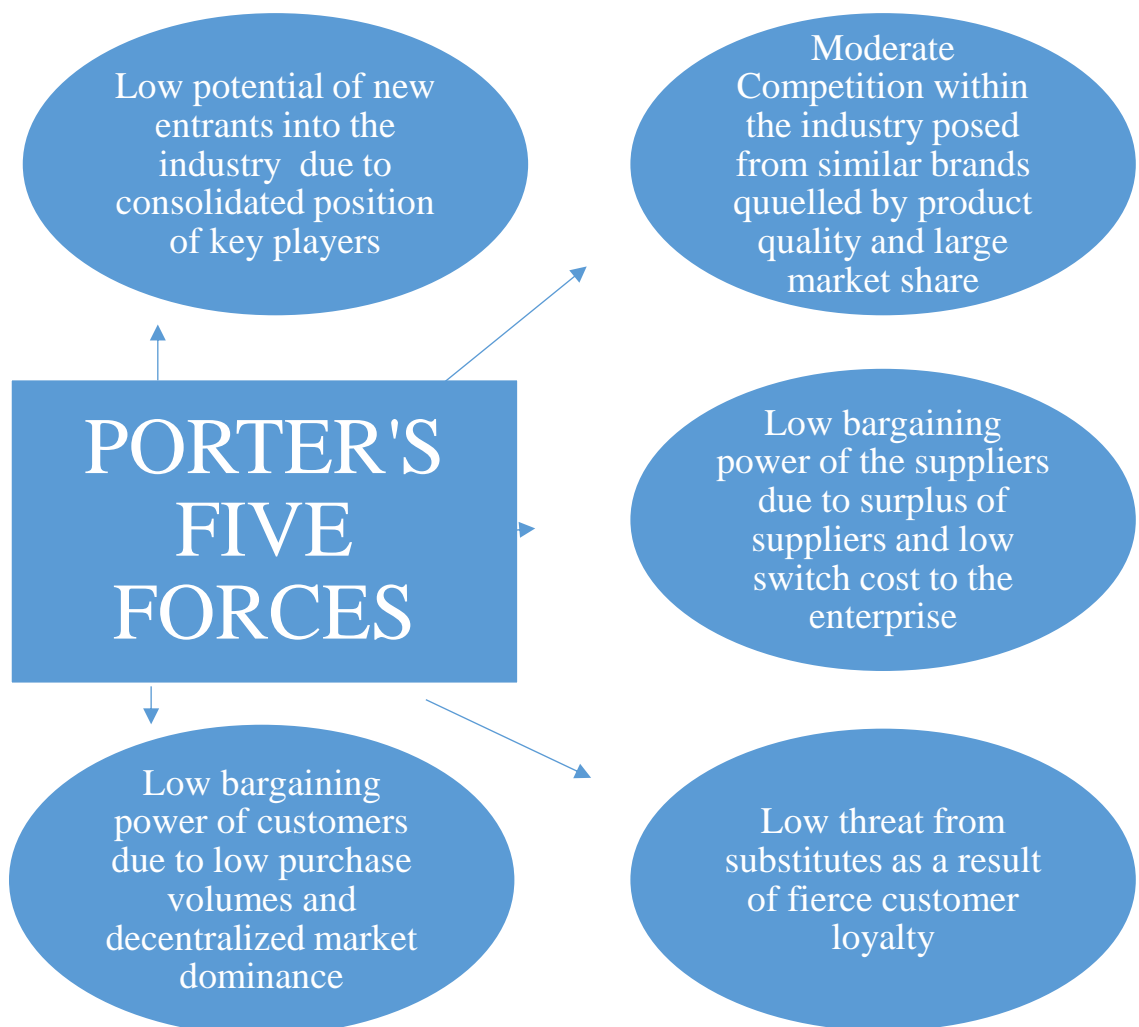 Low potential of new
entrants into the
industry due to
consolidated position
of key players
Moderate
Competition within
the industry posed
from similar brands
quuelled by product
quality and large
market share
PORTER'S
FIVE
FORCES
Low bargaining
power of the suppliers
due to surplus of
suppliers and low
switch cost to the
enterprise
Low bargaining
power of customers
due to low purchase
volumes and
decentralized market
dominance
Low threat from
substitutes as a result
of fierce customer
loyalty